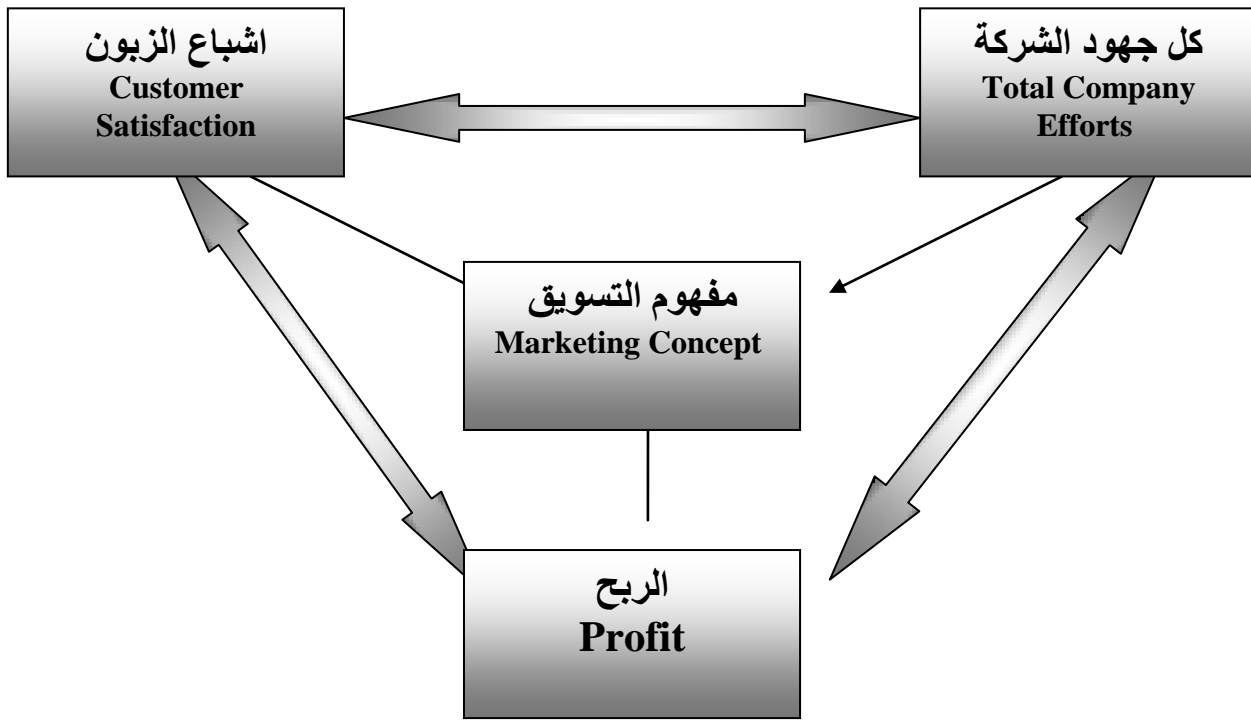 اشباع الزبون
Customer
Satisfaction
كل جهود الشركة
Total Company
Efforts
مفهوم التسويق
Marketing Concept
الربح
Profit